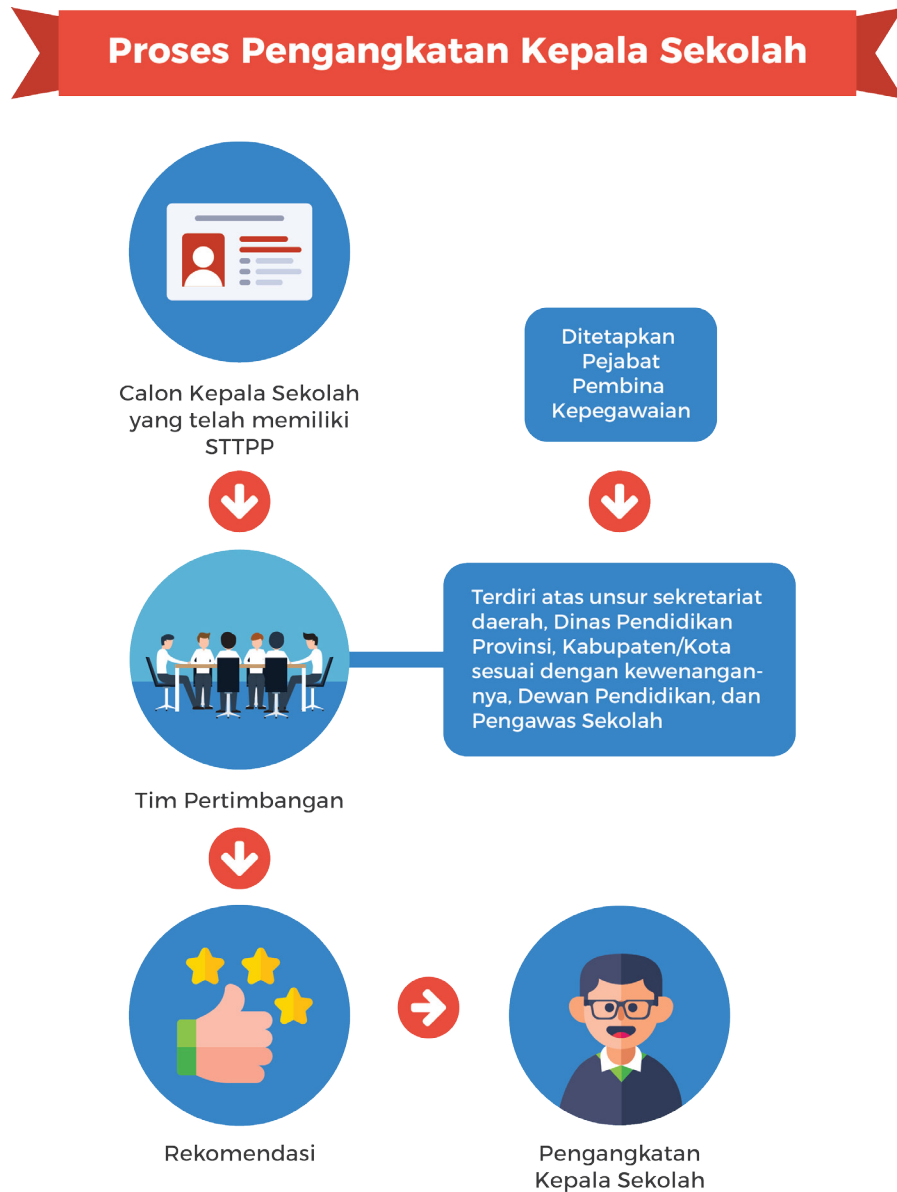 Proses Pengangkatan Kepala Sekolah
Calon Kepala Sekolah
yang telah memiliki
STTPP
Ditetapkan
Pejabat
Pembina
Kepegawaian
Terdiri atas unsur sekretariat
daerah, Dinas Pendidikan
Provinsi, Kabupaten/Kota
sesuai dengan kewenangan-
nya, Dewan Pendidikan, dan
Pengawas Sekolah
Tim Pertimbangan
Rekomendasi
Pengangkatan
Kepala Sekolah